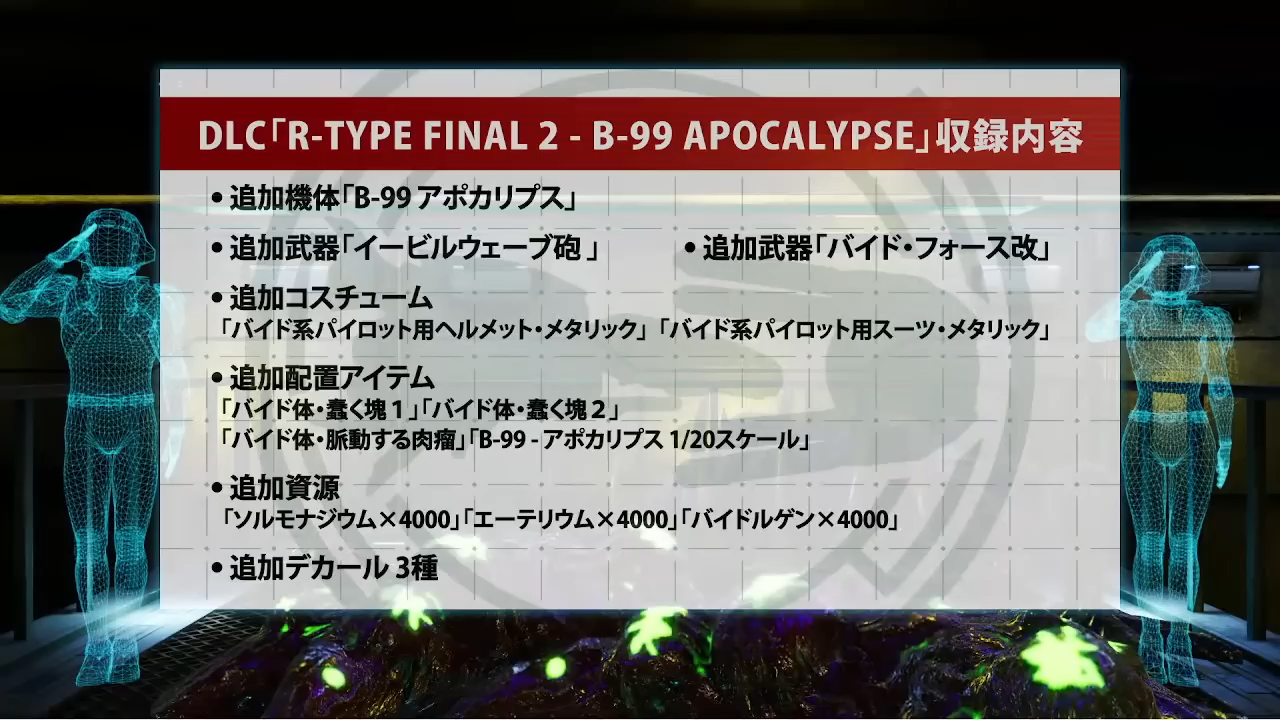 DLC「R-TYPE FINAL 2 - B-99 APOCALYPSE」収録内容
• 追加機体「B-99 アポカリプス」
• 追加武器「イービルウェーブ砲 」
• 追加武器「バイド・フォース改」
• 追加コスチューム
「バイド系パイロット用ヘルメット・メタリック」「バイド系パイロット用スーツ・メタリック」
• 追加配置アイテム
「バイド体・蠢く塊１」「バイド体・蠢く塊２」
「バイド体・脈動する肉瘤」「B-99 - アポカリプス 1/20スケール」
• 追加資源
「ソルモナジウム×4000」「エーテリウム×4000」「バイドルゲン×4000」
• 追加デカール 3種